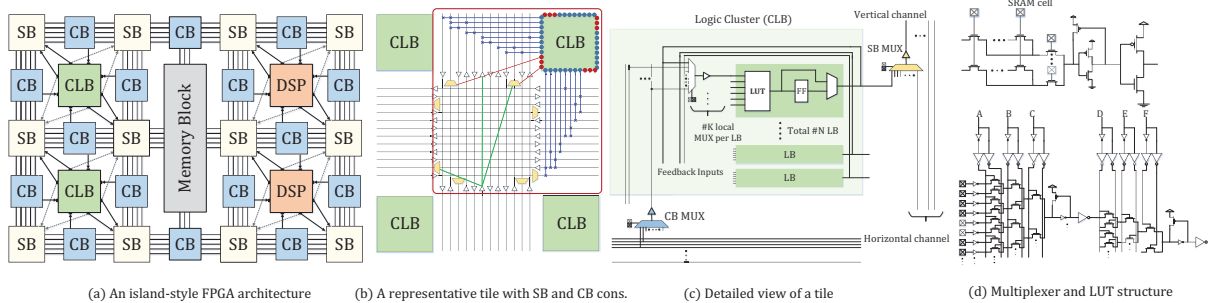 SB CB SB CB SB CB SB
CB CLB CB CB DSP CB
SB CB SB Memory Block SB CB SB
CB CLB CB CB DSP CB
SB CB SB CB SB CB SB
(a) An island-style FPGA architecture
CLB CLB
CLB CLB
(b) A representative tile with SB and CB cons.
Logic Cluster (CLB)
Vertical channel
SB MUX
LUT
FF
#K local
MUX per LB
Total #N LB
LB
Feedback Inputs
LB
CB MUX
Horizontal channel
(c) Detailed view of a tile
SRAM cell
A B C D E F
(d) Multiplexer and LUT structure